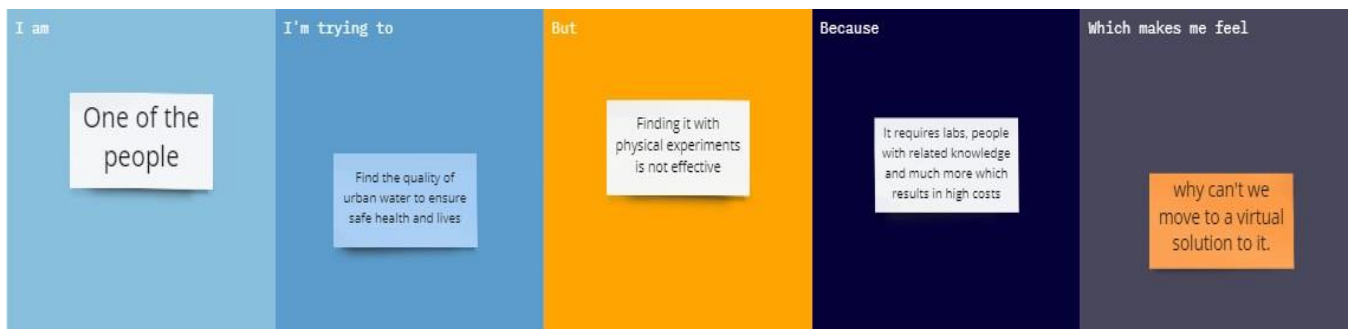 I am
One of the
people
I'm trying to
Find the quality of
urban water to ensure
safe health and lives
But
Finding it with
physical experiments
is not effective
Because
It requires labs, people
with related knowledge
and much more which
results in high costs
Which makes me feel
why can't we
move to a virtual
solution to it.